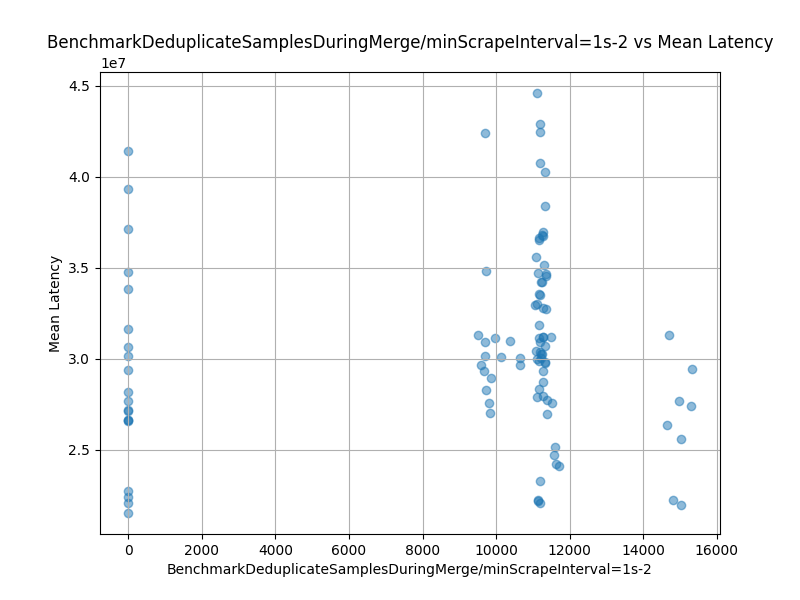 BenchmarkDeduplicateSamplesDuringMerge/minScrapeInterval=1s-2 vs Mean Latency
1e7
4.5
4.0
3.5
3.0
2.5
Mean Latency
0 2000 4000 6000 8000 10000 12000 14000 16000
BenchmarkDeduplicateSamplesDuringMerge/minScrapeInterval=1s-2